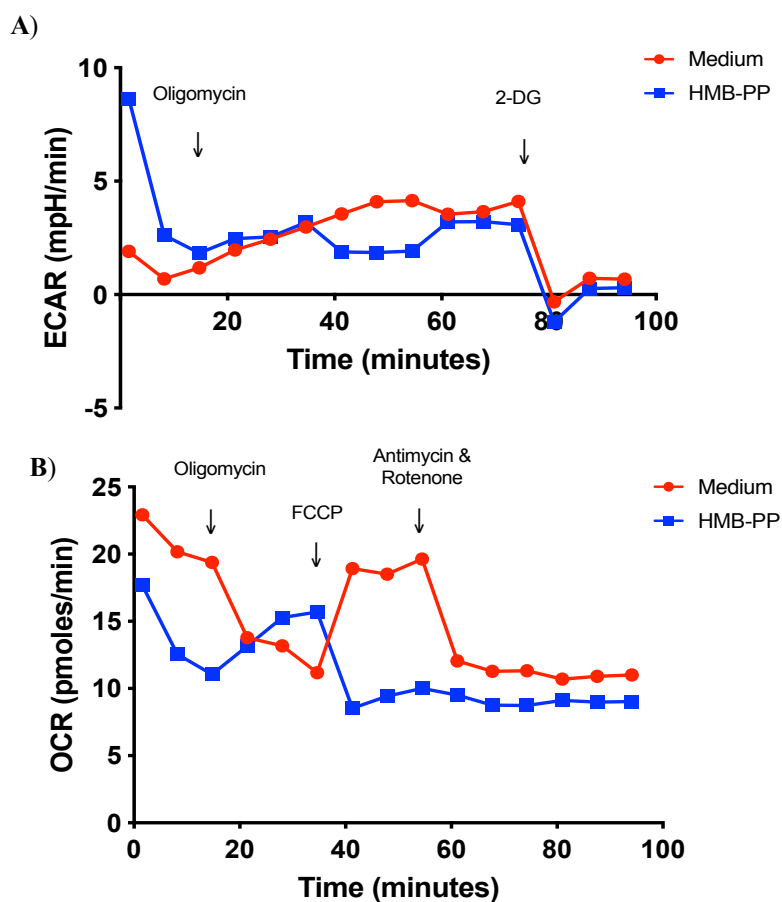 A)
Medium
HMB-PP
Oligomycin
2-DG
10
5
0
-5
20
40
60
80
100
ECAR (mpH/min)
Time (minutes)
B)
Oligomycin
FCCP
Antimycin &
Rotenone
Medium
HMB-PP
25
20
15
10
5
0
0
20
40
60
80
100
OCR (pmoles/min)
Time (minutes)